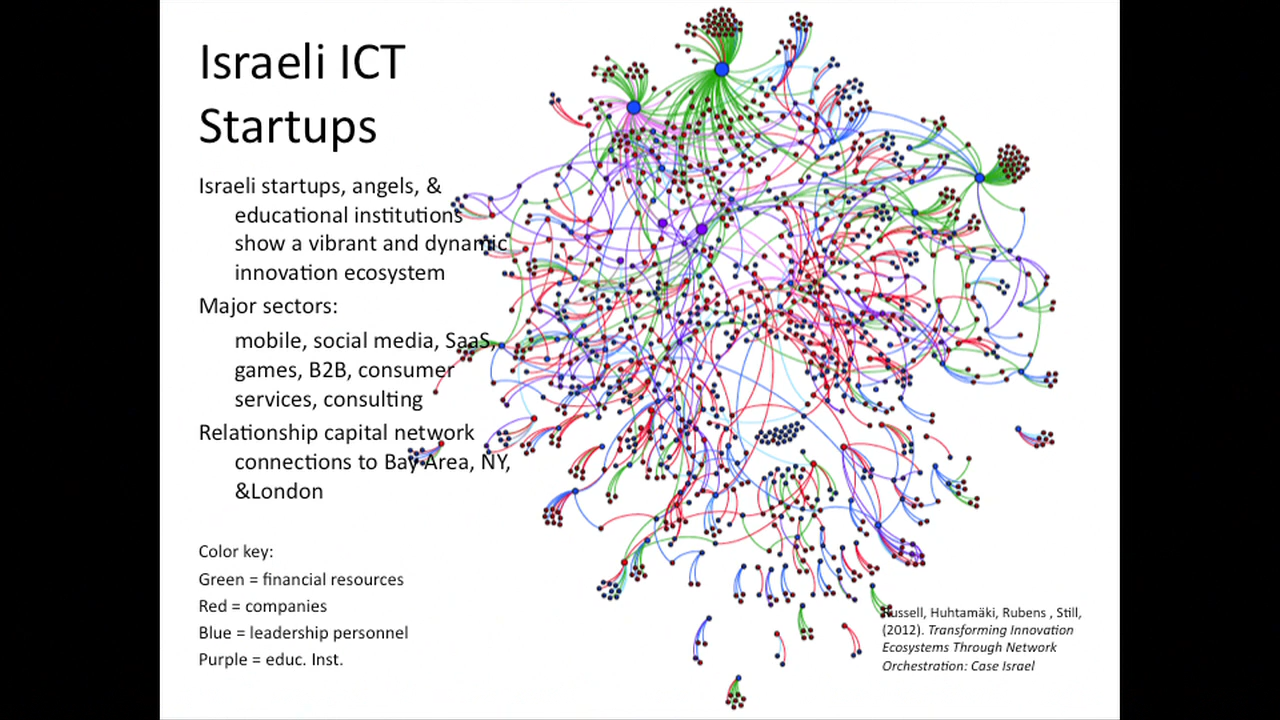 Israeli ICT
Startups
Israeli startups, angels, &
educational institutions
show a vibrant and dynamic
innovation ecosystem
Major sectors:
mobile, social media, SaaS,
games, B2B, consumer
services, consulting
Relationship capital network
connections to Bay Area, NY,
&London
Color key:
Green = financial resources
Red = companies
Blue = leadership personnel
Purple = educ. Inst.
Russell, Huhtamäki, Rubens , Still,
(2012). Transforming Innovation
Ecosystems Through Network
Orchestration: Case Israel